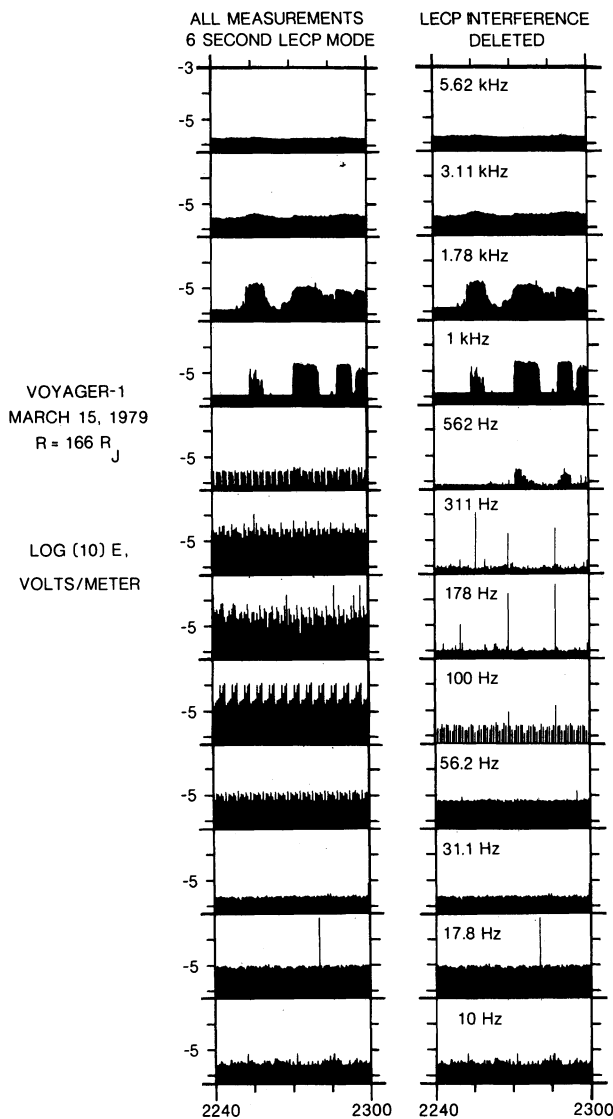 ALL MEASUREMENTS
6 SECOND LECP MODE
LECP INTERFERENCE
DELETED
-3
-5
5.62 kHz
-5
3.11 kHz
-5
1.78 kHz
-5
1 kHz
VOYAGER-1
MARCH 15, 1979
R = 166 R
J
-5
562 Hz
-5
311 Hz
LOG (10) E,
VOLTS/METER
-5
178 Hz
100 Hz
-5
-5
56.2 Hz
-5
31.1 Hz
-5
17.8 Hz
-5
10 Hz
2240
2300
2240
2300